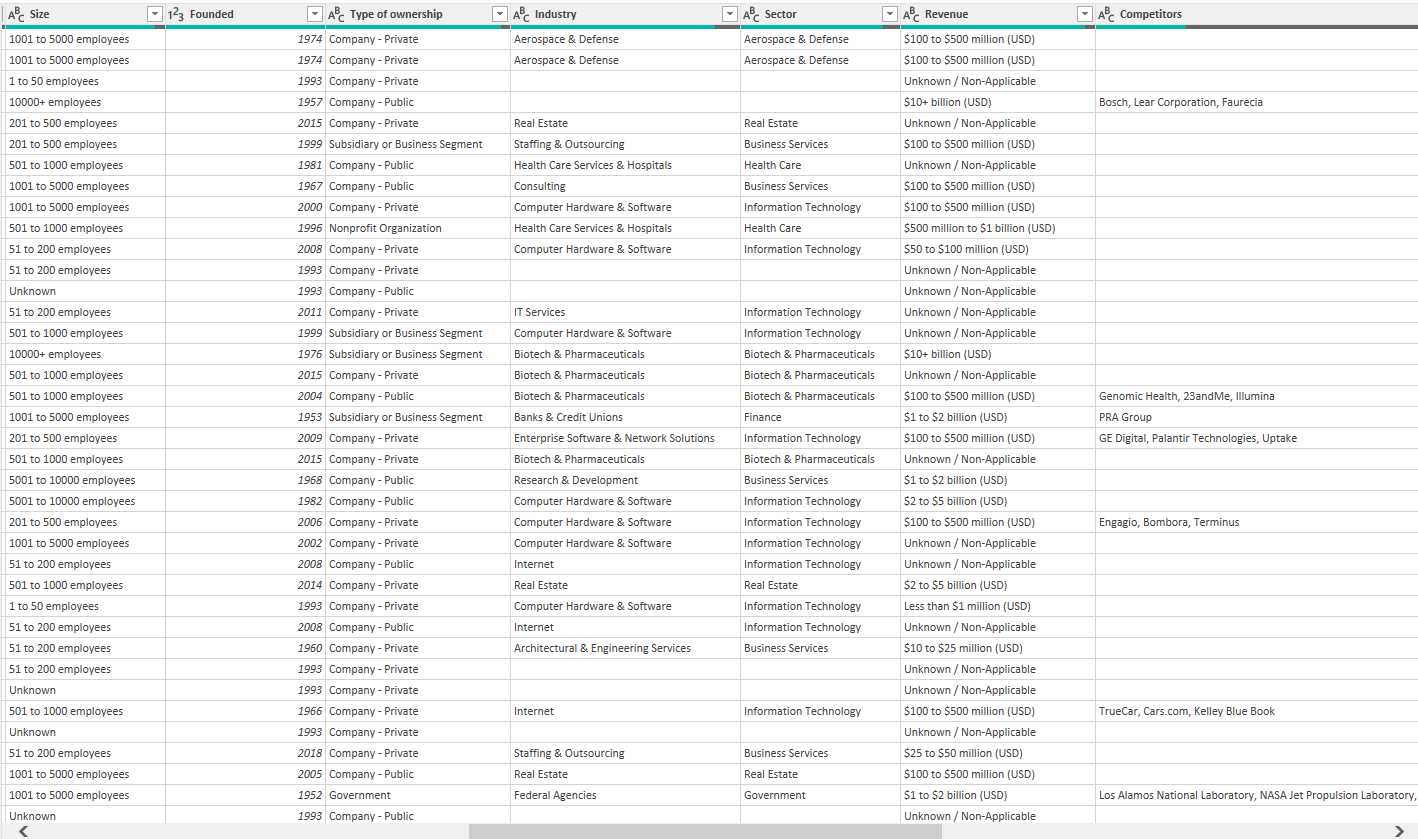 ABC Size 123 Founded ABC Type of ownership ABC Industry ABC Sector ABC Revenue ABC Competitors
1001 to 5000 employees 1974 Company - Private Aerospace & Defense Aerospace & Defense $100 to $500 million (USD)
1001 to 5000 employees 1974 Company - Private Aerospace & Defense Aerospace & Defense $100 to $500 million (USD)
1 to 50 employees 1993 Company - Private Unknown / Non-Applicable
10000+ employees 1957 Company - Public $10+ billion (USD) Bosch, Lear Corporation, Faurecia
201 to 500 employees 2015 Company - Private Real Estate Real Estate Unknown / Non-Applicable
201 to 500 employees 1999 Subsidiary or Business Segment Staffing & Outsourcing Business Services $100 to $500 million (USD)
501 to 1000 employees 1981 Company - Public Health Care Services & Hospitals Health Care Unknown / Non-Applicable
1001 to 5000 employees 1967 Company - Public Consulting Business Services $100 to $500 million (USD)
1001 to 5000 employees 2000 Company - Private Computer Hardware & Software Information Technology $100 to $500 million (USD)
501 to 1000 employees 1996 Nonprofit Organization Health Care Services & Hospitals Health Care $500 million to $1 billion (USD)
51 to 200 employees 2008 Company - Private Computer Hardware & Software Information Technology $50 to $100 million (USD)
51 to 200 employees 1993 Company - Private Unknown / Non-Applicable
Unknown 1993 Company - Public Unknown / Non-Applicable
51 to 200 employees 2011 Company - Private IT Services Information Technology Unknown / Non-Applicable
501 to 1000 employees 1999 Subsidiary or Business Segment Computer Hardware & Software Information Technology Unknown / Non-Applicable
10000+ employees 1976 Subsidiary or Business Segment Biotech & Pharmaceuticals Biotech & Pharmaceuticals $10+ billion (USD)
501 to 1000 employees 2015 Company - Private Biotech & Pharmaceuticals Biotech & Pharmaceuticals Unknown / Non-Applicable
501 to 1000 employees 2004 Company - Public Biotech & Pharmaceuticals Biotech & Pharmaceuticals $100 to $500 million (USD) Genomic Health, 23andMe, Illumina
1001 to 5000 employees 1953 Subsidiary or Business Segment Banks & Credit Unions Finance $1 to $2 billion (USD) PRA Group
201 to 500 employees 2009 Company - Private Enterprise Software & Network Solutions Information Technology $100 to $500 million (USD) GE Digital, Palantir Technologies, Uptake
501 to 1000 employees 2015 Company - Private Biotech & Pharmaceuticals Biotech & Pharmaceuticals Unknown / Non-Applicable
5001 to 10000 employees 1968 Company - Public Research & Development Business Services $1 to $2 billion (USD)
5001 to 10000 employees 1982 Company - Public Computer Hardware & Software Information Technology $2 to $5 billion (USD)
201 to 500 employees 2006 Company - Private Computer Hardware & Software Information Technology $100 to $500 million (USD) Engagio, Bombora, Terminus
1001 to 5000 employees 2002 Company - Private Computer Hardware & Software Information Technology Unknown / Non-Applicable
51 to 200 employees 2008 Company - Public Internet Information Technology Unknown / Non-Applicable
501 to 1000 employees 2014 Company - Private Real Estate Real Estate $2 to $5 billion (USD)
1 to 50 employees 1993 Company - Private Computer Hardware & Software Information Technology Less than $1 million (USD)
51 to 200 employees 2008 Company - Public Internet Information Technology Unknown / Non-Applicable
51 to 200 employees 1960 Company - Private Architectural & Engineering Services Business Services $10 to $25 million (USD)
51 to 200 employees 1993 Company - Private Unknown / Non-Applicable
Unknown 1993 Company - Private Unknown / Non-Applicable
501 to 1000 employees 1966 Company - Private Internet Information Technology $100 to $500 million (USD) TrueCar, Cars.com, Kelley Blue Book
Unknown 1993 Company - Private Unknown / Non-Applicable
51 to 200 employees 2018 Company - Private Staffing & Outsourcing Business Services $25 to $50 million (USD)
1001 to 5000 employees 2005 Company - Public Real Estate Real Estate $100 to $500 million (USD)
1001 to 5000 employees 1952 Government Federal Agencies Government $1 to $2 billion (USD) Los Alamos National Laboratory, NASA Jet Propulsion Laboratory,
Unknown 1993 Company - Public Unknown / Non-Applicable